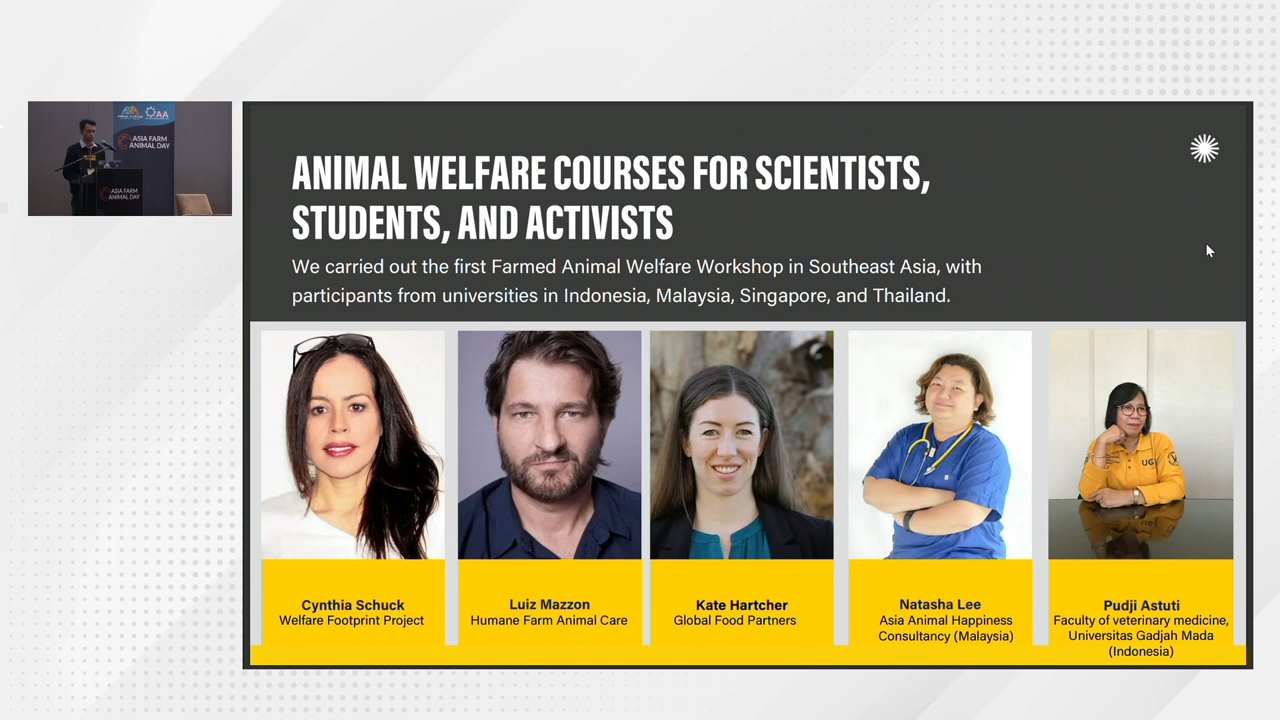 AA
ASIA FARM
ANIMAL DAY
ASIA FARM
ANIMAL DAY
ANIMAL WELFARE COURSES FOR SCIENTISTS,
STUDENTS, AND ACTIVISTS
We carried out the first Farmed Animal Welfare Workshop in Southeast Asia, with
participants from universities in Indonesia, Malaysia, Singapore, and Thailand.
UG
Cynthia Schuck
Welfare Footprint Project
Luiz Mazzon
Humane Farm Animal Care
Kate Hartcher
Global Food Partners
Natasha Lee
Asia Animal Happiness
Consultancy (Malaysia)
Pudji Astuti
Faculty of veterinary medicine,
Universitas Gadjah Mada
(Indonesia)